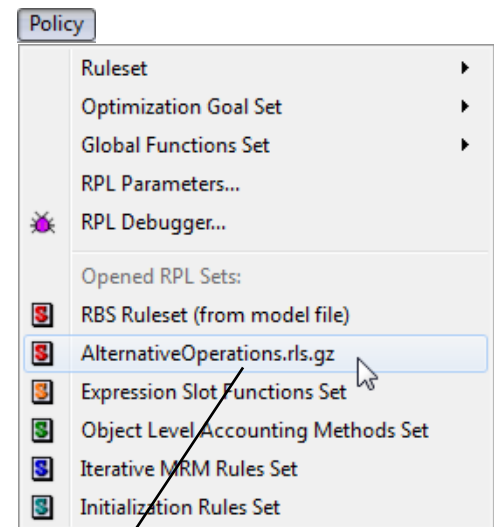 Policy
Ruleset
Optimization Goal Set
Global Functions Set
RPL Parameters...
RPL Debugger...
Opened RPL Sets:
S RBS Ruleset (from model file)
S AlternativeOperations.rls.gz
S Expression Slot Functions Set
S Object Level Accounting Methods Set
S Iterative MRM Rules Set
S Initialization Rules Set